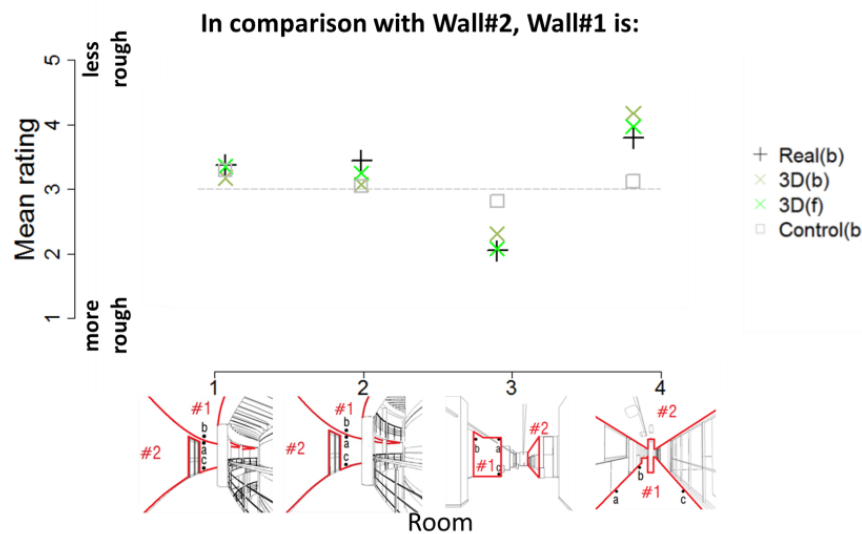 In comparison with Wall#2, Wall#1 is:
less rough
5
4
3
2
1
Mean rating
more rough
Real(b)
3D(b)
3D(f)
Control(b
1 2 3 4
#1 #2 b a c
#1 #2 b a c
#2 b a #1 c
#2 b #1 a c
Room